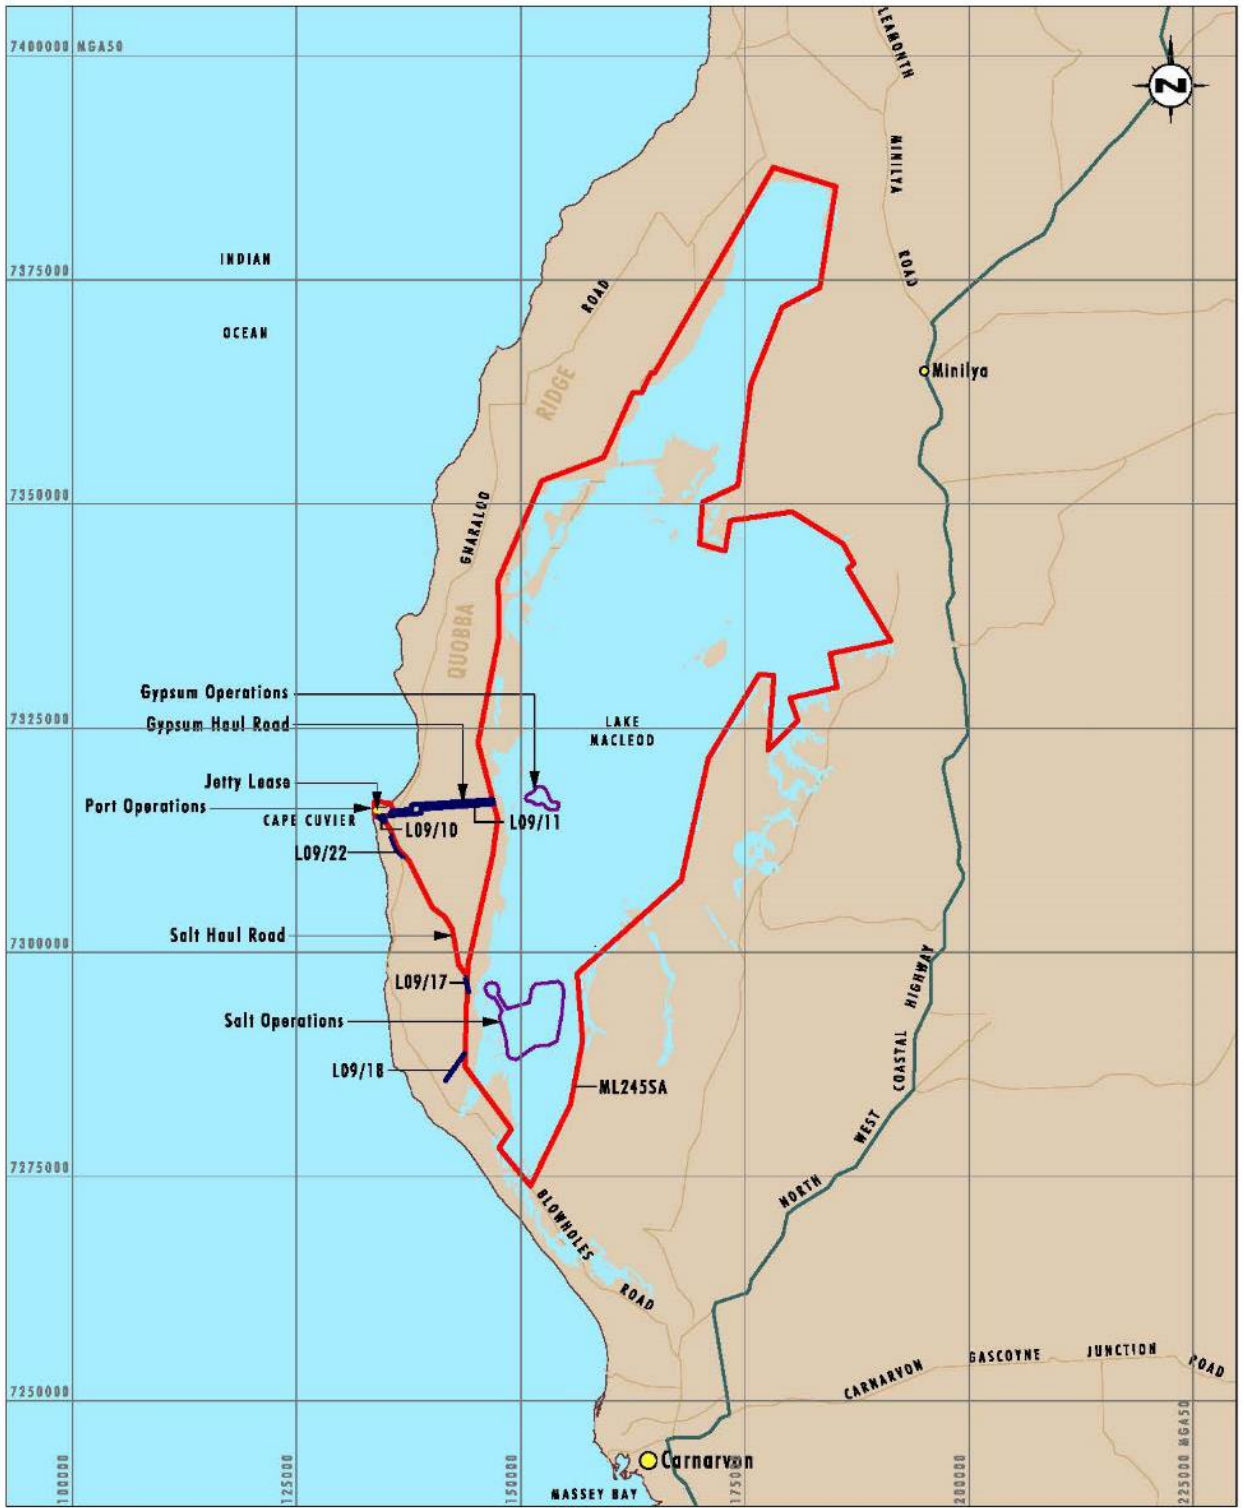 7400000 MGA50
LEAMONTH
N
MINILYA
INDIAN
ROAD
7375000
ROAD
OCEAN
Minilya
RIDGE
7350000
GNARALOO
QUOBBA
Gypsum Operations
Gypsum Haul Road
7325000
LAKE
MACLEOD
Jetty Lease
Port Operations
CAPE CUVIER
L09/10
L09/11
L09/22
Salt Haul Road
7300000
HIGHWAY
L09/17
Salt Operations
COASTAL
L09/18
ML245SA
WEST
7275000
NORTH
BLOWHOLES
ROAD
CARNARVON
GASCOYNE
JUNCTION
ROAD
7250000
Carnarvon
MASSEY BAY
100000
125000
150000
175000
200000
225000 MGA50